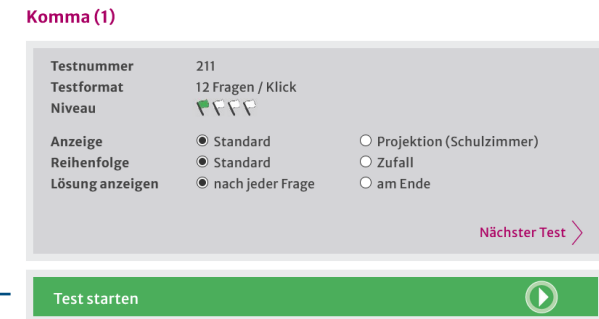 Komma (1)
Testnummer 211
Testformat 12 Fragen / Klick
Niveau
Anzeige Standard Projektion (Schulzimmer)
Reihenfolge Standard Zufall
Lösung anzeigen nach jeder Frage am Ende
Nächster Test
Test starten